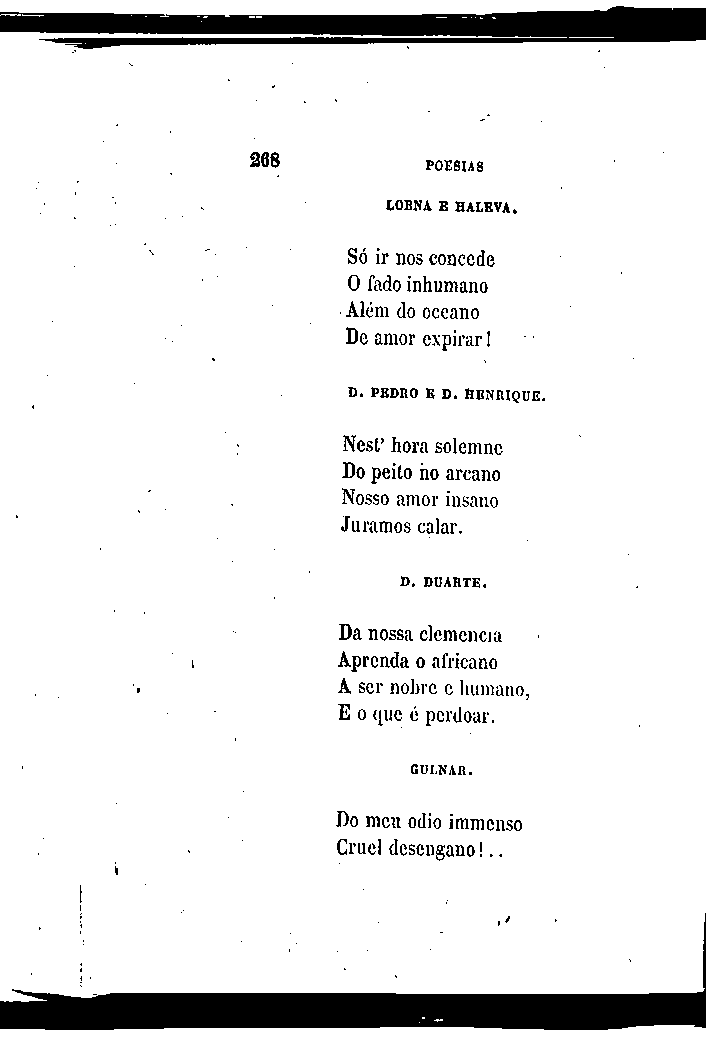 268 POESIAS
LORNA E HALEVA.
Só ir nos concede
O fado inhumano
Além do oceano
De amor expirar!
D. PEDRO E D. HENRIQUE.
Nest' hora solemne
Do peito no arcano
Nosso amor insano
Juramos calar.
D. DUARTE.
Da nossa clemencia
Aprenda o africano
A ser nobre e humano,
E o que é perdoar.
GULNAR.
Do meu odio immenso
Cruel desengano!..